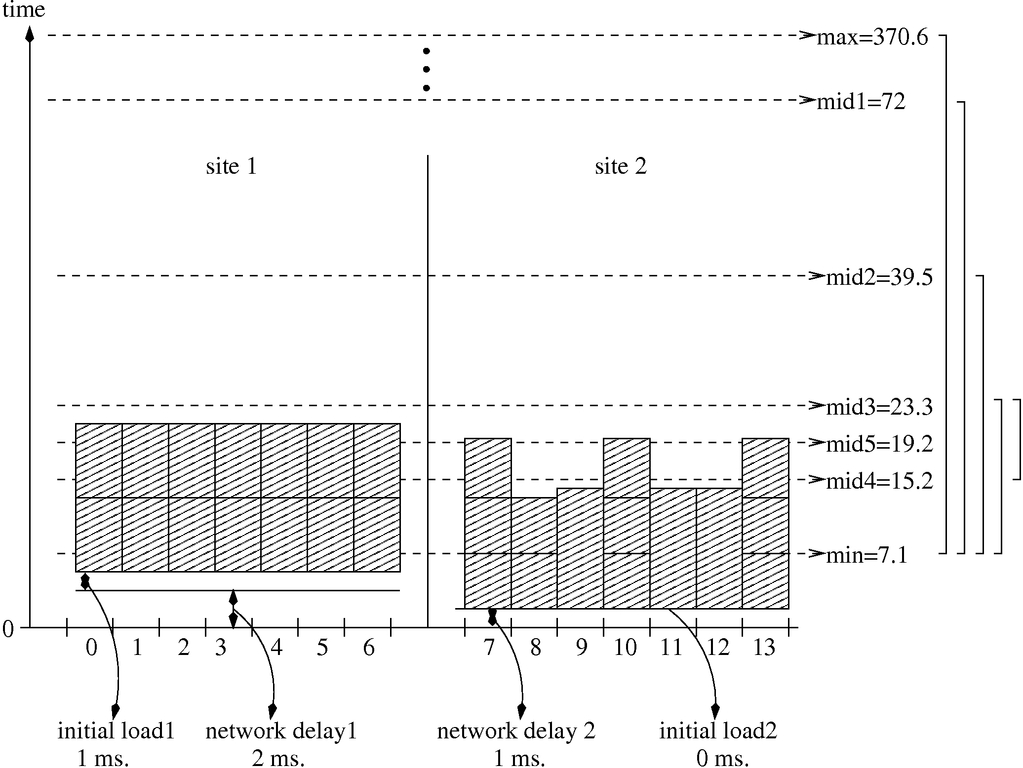 time
max=370.6
mid1=72
site 1
site 2
mid2=39.5
mid3=23.3
mid5=19.2
mid4=15.2
min=7.1
0
0 1 2 3 4 5 6 7 8 9 10 11 12 13
initial load1 network delay1 network delay 2 initial load2
1 ms. 2 ms. 1 ms. 0 ms.